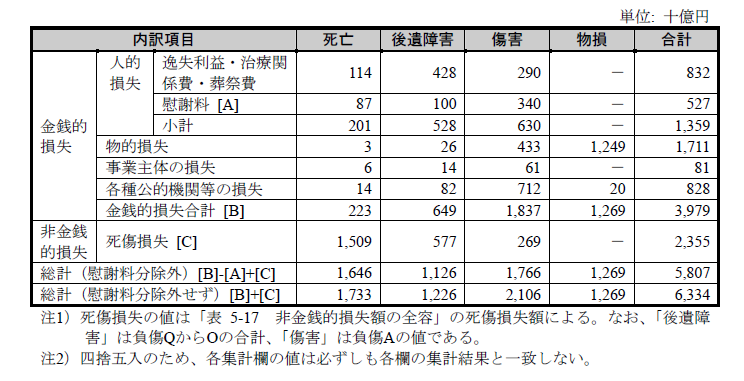 単位: 十億円
内訳項目 死亡 後遺障害 傷害 物損 合計
金銭的損失 人的損失 逸失利益・治療関係費・葬祭費 114 428 290 － 832
慰謝料 [A] 87 100 340 － 527
小計 201 528 630 － 1,359
物的損失 3 26 433 1,249 1,711
事業主体の損失 6 14 61 － 81
各種公的機関等の損失 14 82 712 20 828
金銭的損失合計 [B] 223 649 1,837 1,269 3,979
非金銭的損失 死傷損失 [C] 1,509 577 269 － 2,355
総計（慰謝料分除外）[B]-[A]+[C] 1,646 1,126 1,766 1,269 5,807
総計（慰謝料分除外せず）[B]+[C] 1,733 1,226 2,106 1,269 6,334
注1）死傷損失の値は「表 5-17　非金銭的損失額の全容」の死傷損失額による。なお、「後遺障
害」は負傷QからOの合計、「傷害」は負傷Aの値である。
注2）四捨五入のため、各集計欄の値は必ずしも各欄の集計結果と一致しない。